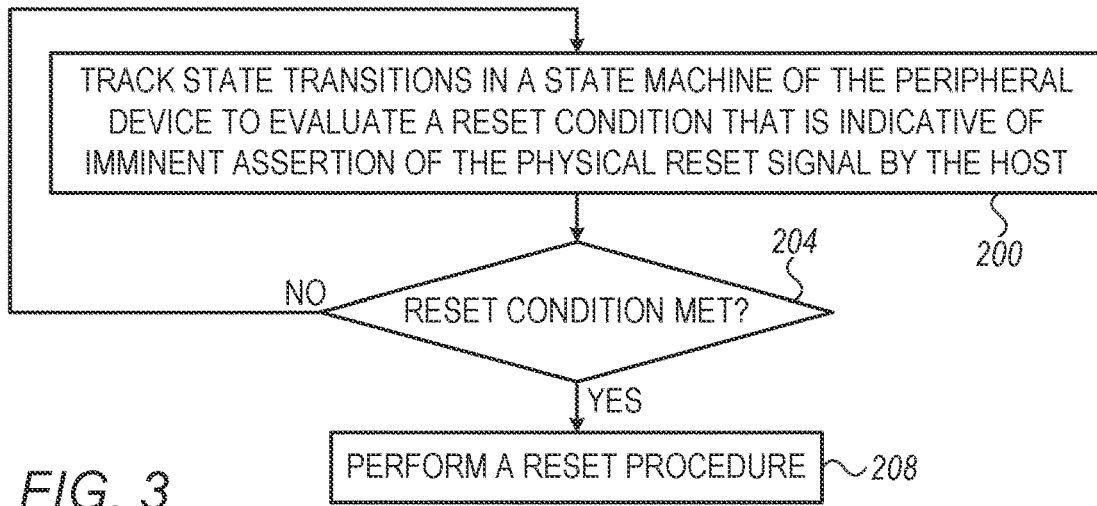 TRACK STATE TRANSITIONS IN A STATE MACHINE OF THE PERIPHERAL
DEVICE TO EVALUATE A RESET CONDITION THAT IS INDICATIVE OF
IMMINENT ASSERTION OF THE PHYSICAL RESET SIGNAL BY THE HOST
200
204
NO
RESET CONDITION MET?
YES
PERFORM A RESET PROCEDURE
208
FIG. 3